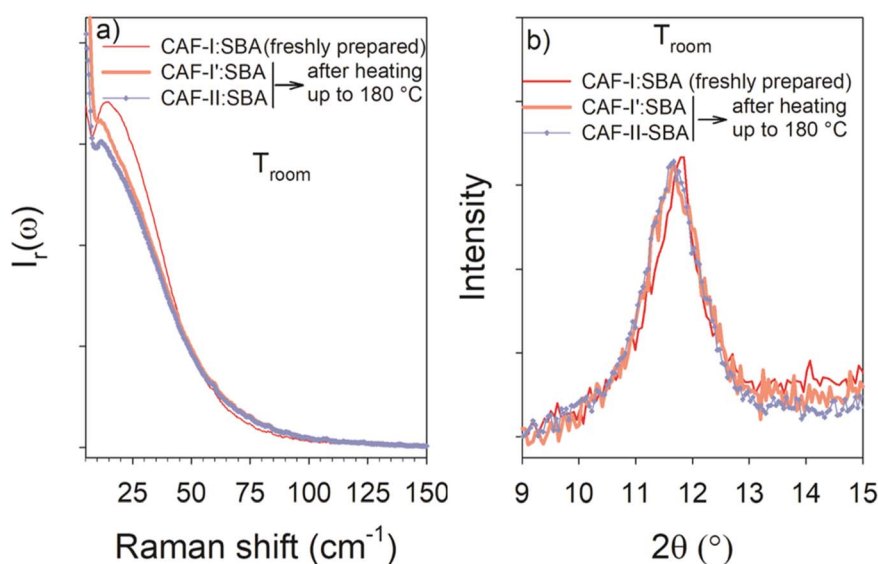 a)
CAF-I:SBA (freshly prepared)
CAF-I':SBA
CAF-II:SBA
after heating
up to 180 °C
T_room
I_r(ω)
25 50 75 100 125 150
Raman shift (cm⁻¹)
b)
T_room
CAF-I:SBA (freshly prepared)
CAF-I':SBA
CAF-II-SBA
after heating
up to 180 °C
Intensity
9 10 11 12 13 14 15
2θ (°)